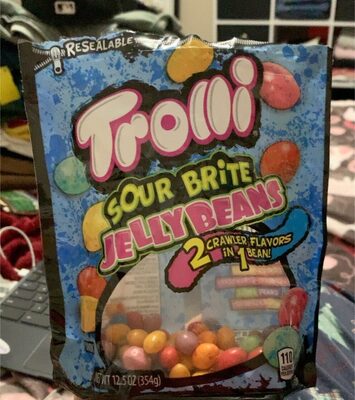 RESEALABLE
Trolli
SOUR BRITE
JELLY BEANS
2 CRAWLER FLAVORS
IN 1 BEAN!
NET WT 12.5 OZ (354g)
110